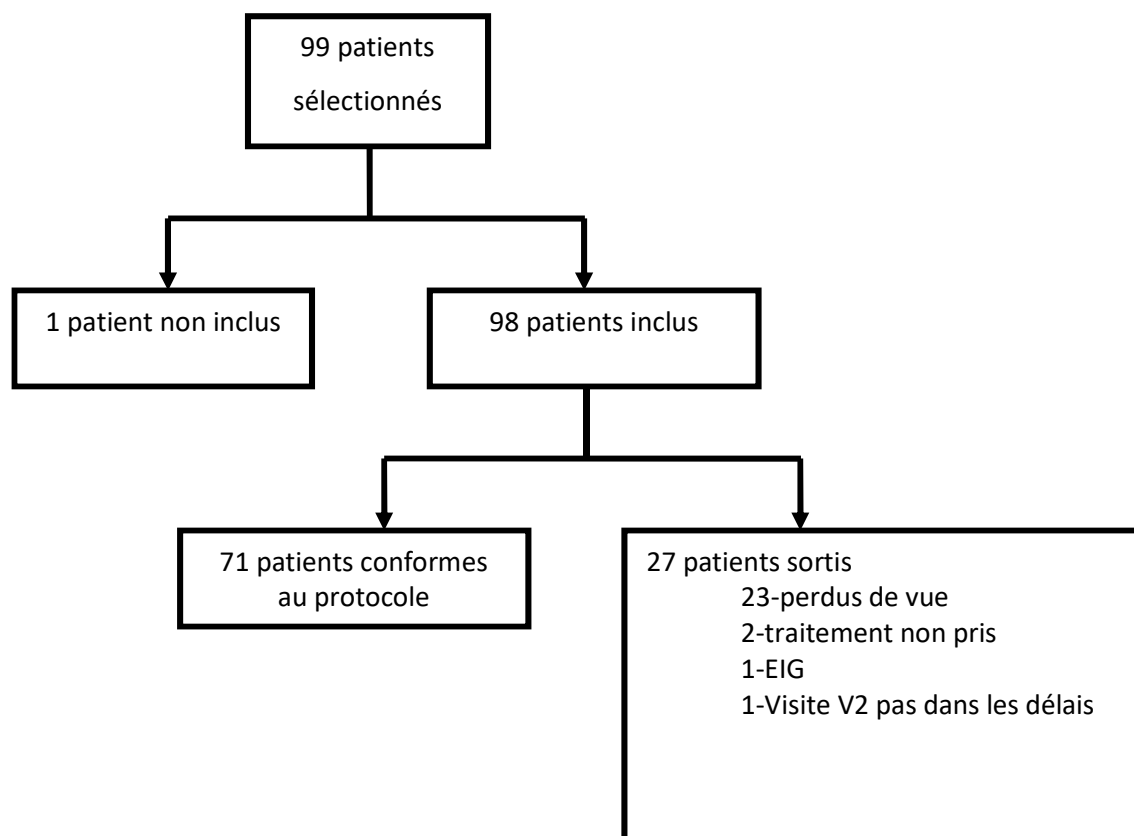 99 patients
sélectionnés
1 patient non inclus
98 patients inclus
71 patients conformes
au protocole
27 patients sortis
23-perdus de vue
2-traitement non pris
1-EIG
1-Visite V2 pas dans les délais